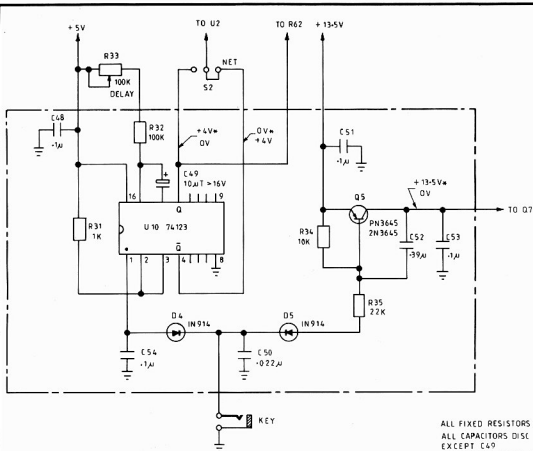 +5V
TO U2
TO R62
+13·5V
R33
100K
DELAY
NET
S2
C48
·1µ
R32
100K
+4V*
0V
0V*
+4V
C51
·1µ
C49
10µT >16V
+13·5V*
0V
16
Q
9
Q5
TO Q7
R31
1K
U10 74123
PN3645
2N3645
R34
10K
C52
·39µ
C53
·1µ
Q̅
1
2
3
4
8
R35
22K
D4
IN914
D5
IN914
C54
·1µ
C50
·022µ
KEY
ALL FIXED RESISTORS
ALL CAPACITORS DISC
EXCEPT C49